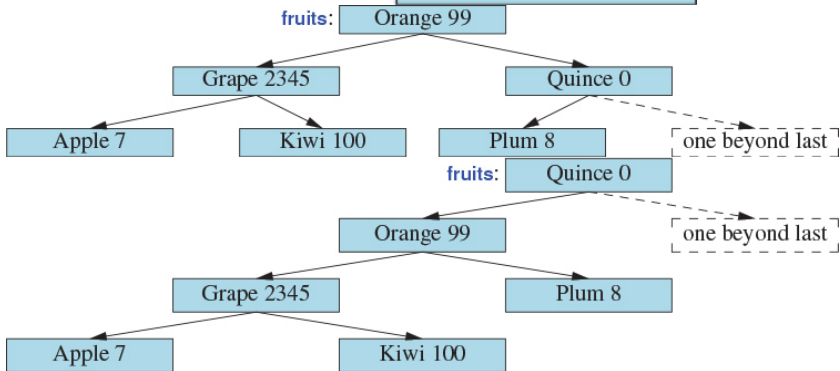 fruits: Orange 99
Grape 2345 Quince 0
Apple 7 Kiwi 100 Plum 8 one beyond last
fruits: Quince 0
Orange 99 one beyond last
Grape 2345 Plum 8
Apple 7 Kiwi 100